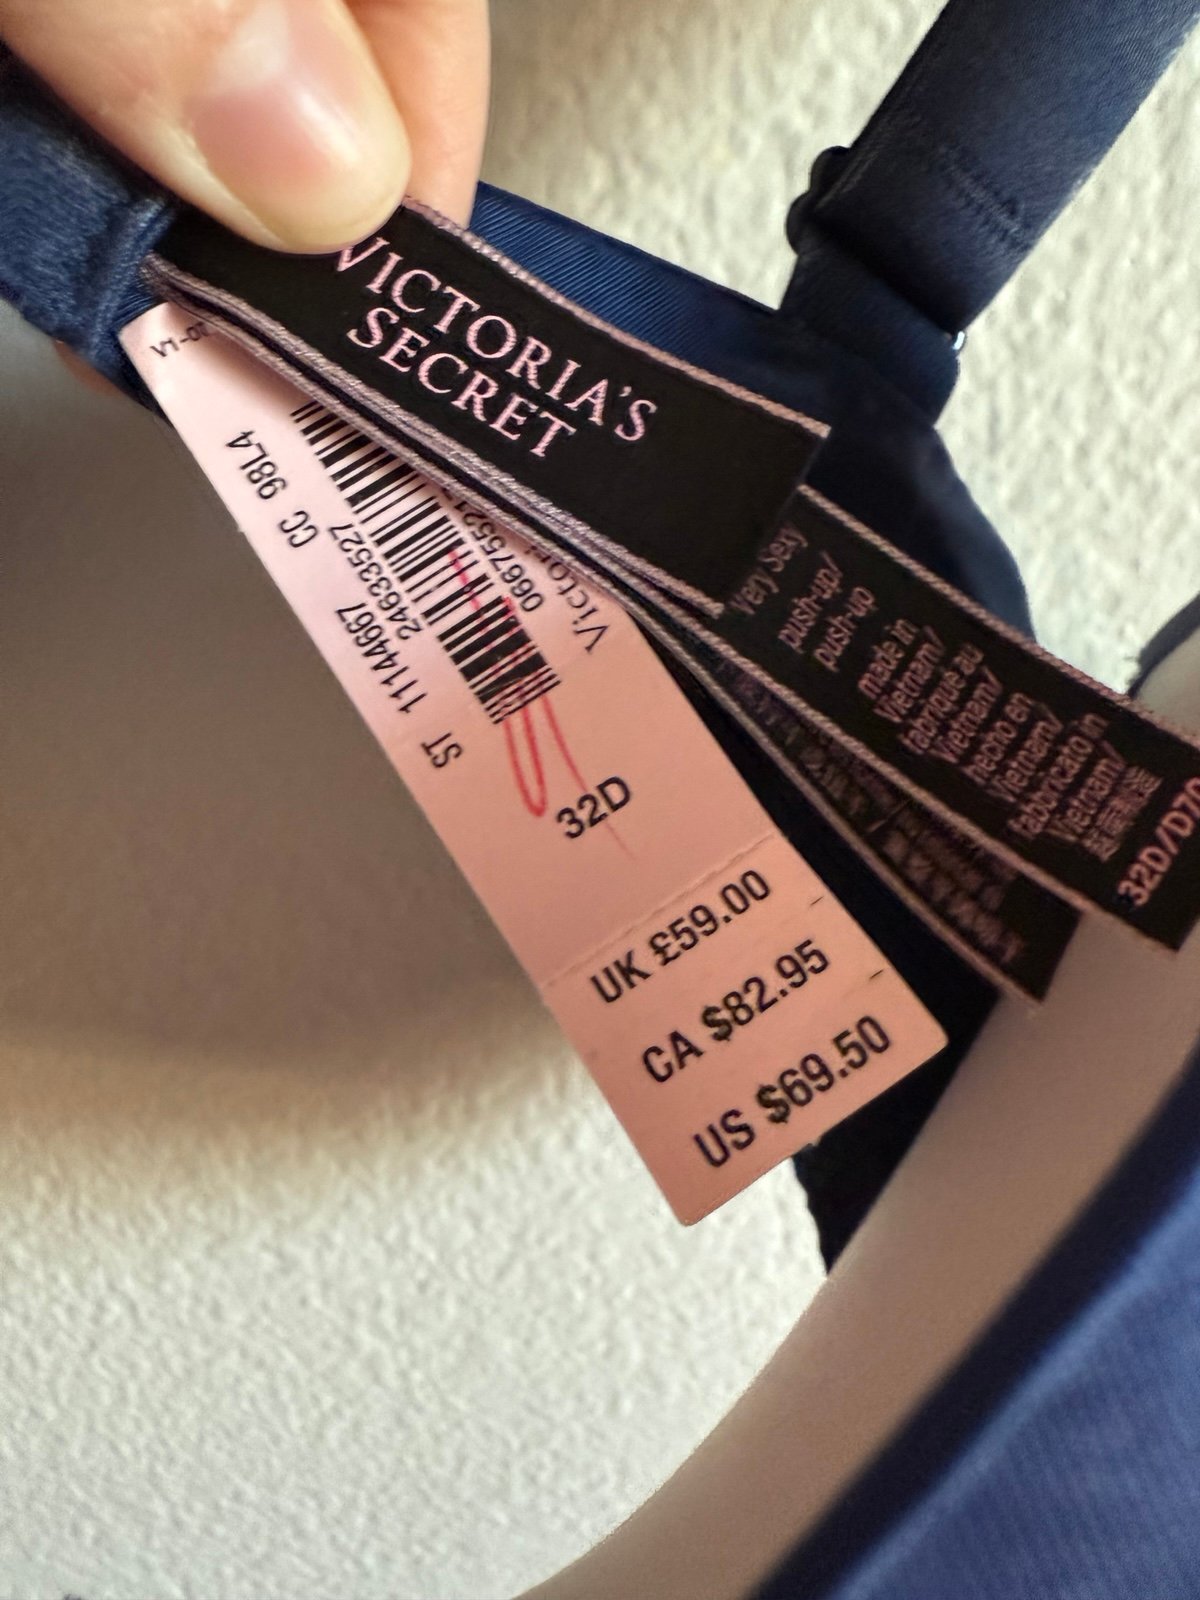 VICTORIA'S
SECRET
Very Sexy
push-up/
push-up
made in
Vietnam/
fabriqué au
Vietnam/
hecho en
Vietnam/
fabbricato in
Vietnam/
32D/D70
CC 98L4
24633527
ST 11144667
32D
UK £59.00
CA $82.95
US $69.50